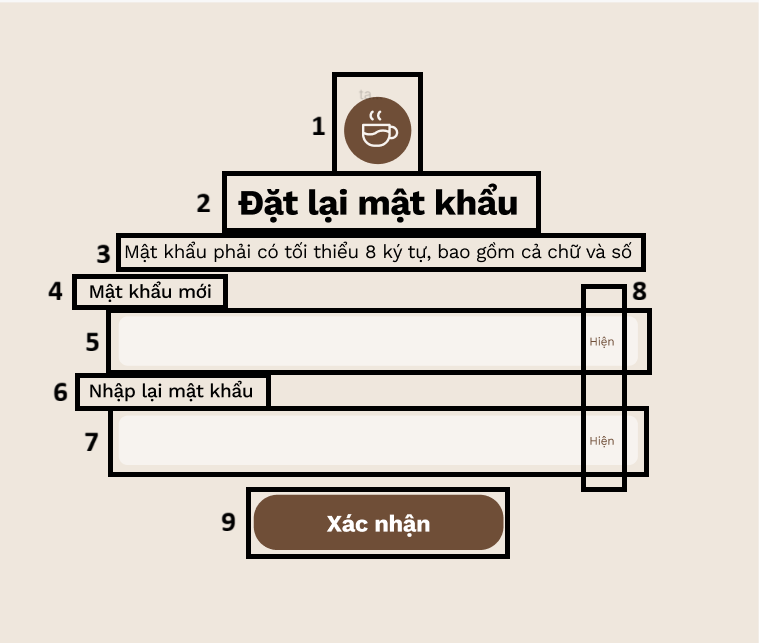 1
ta
2
Đặt lại mật khẩu
3
Mật khẩu phải có tối thiểu 8 ký tự, bao gồm cả chữ và số
4
Mật khẩu mới
8
5
Hiện
6
Nhập lại mật khẩu
7
Hiện
9
Xác nhận